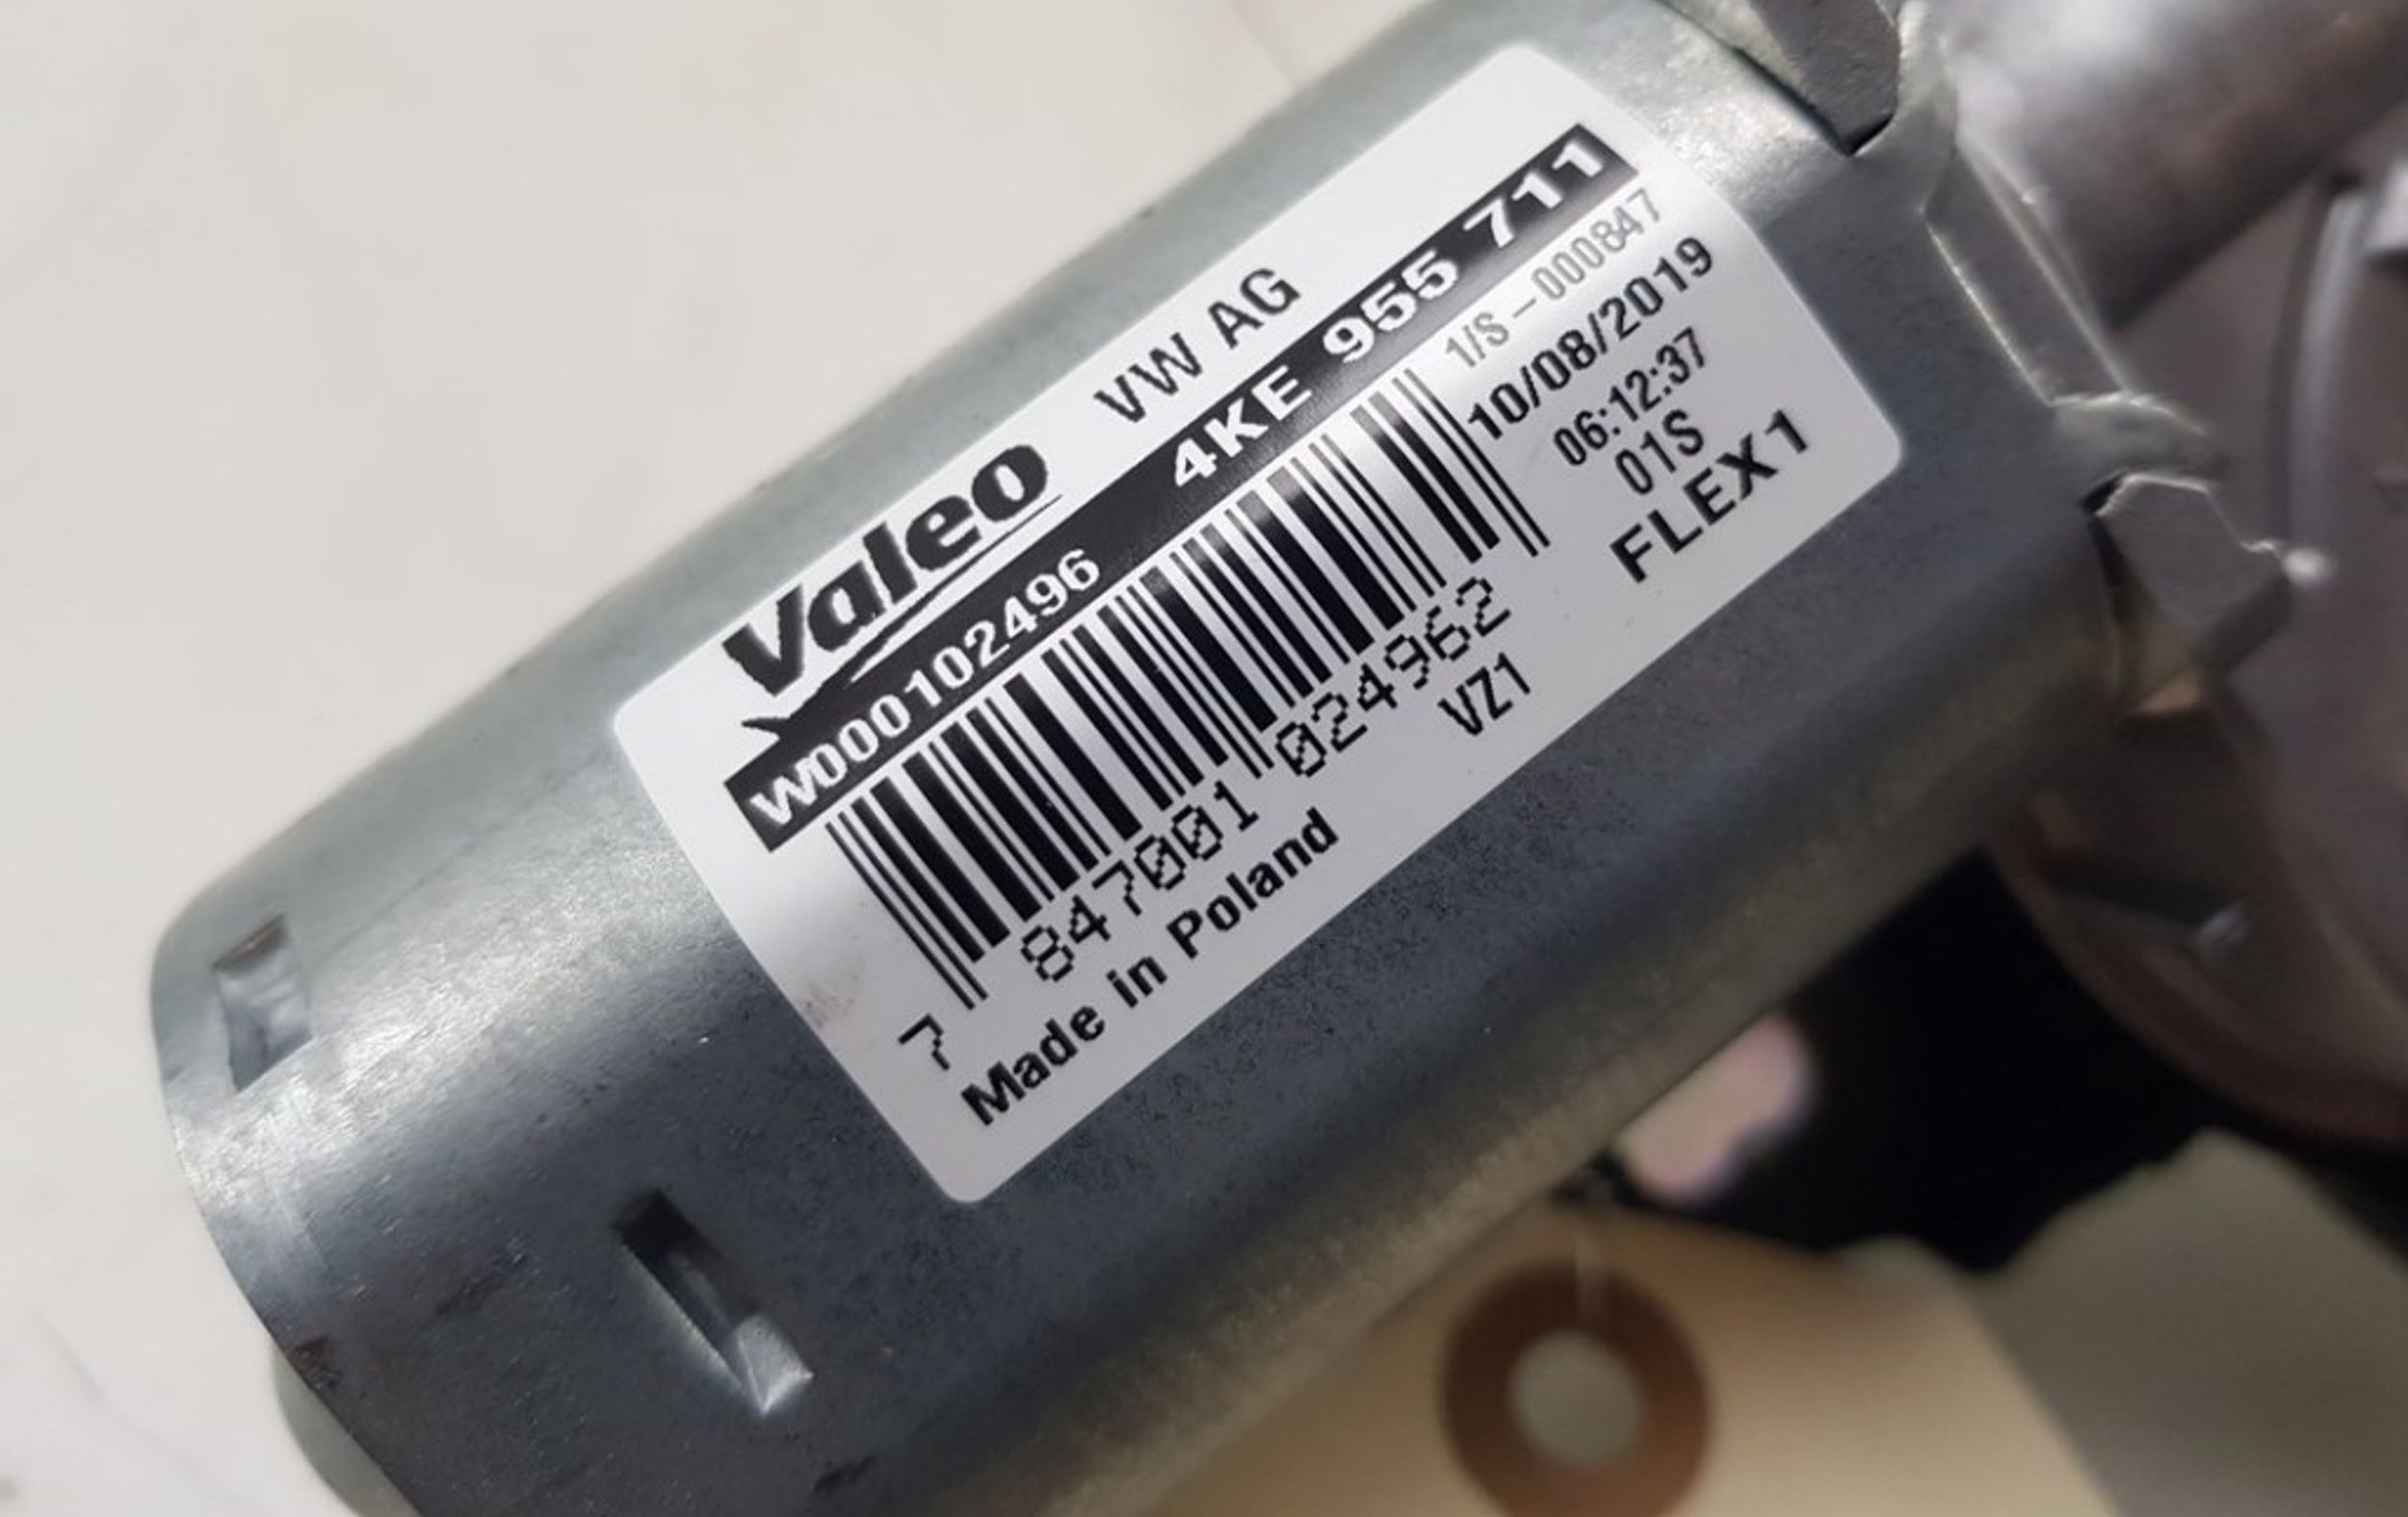 Valeo VW AG
W000102496 4KE 955 711
1/S-000847
10/08/2019
06:12:37
01S
FLEX1
7 847001 024962
VZ1
Made in Poland